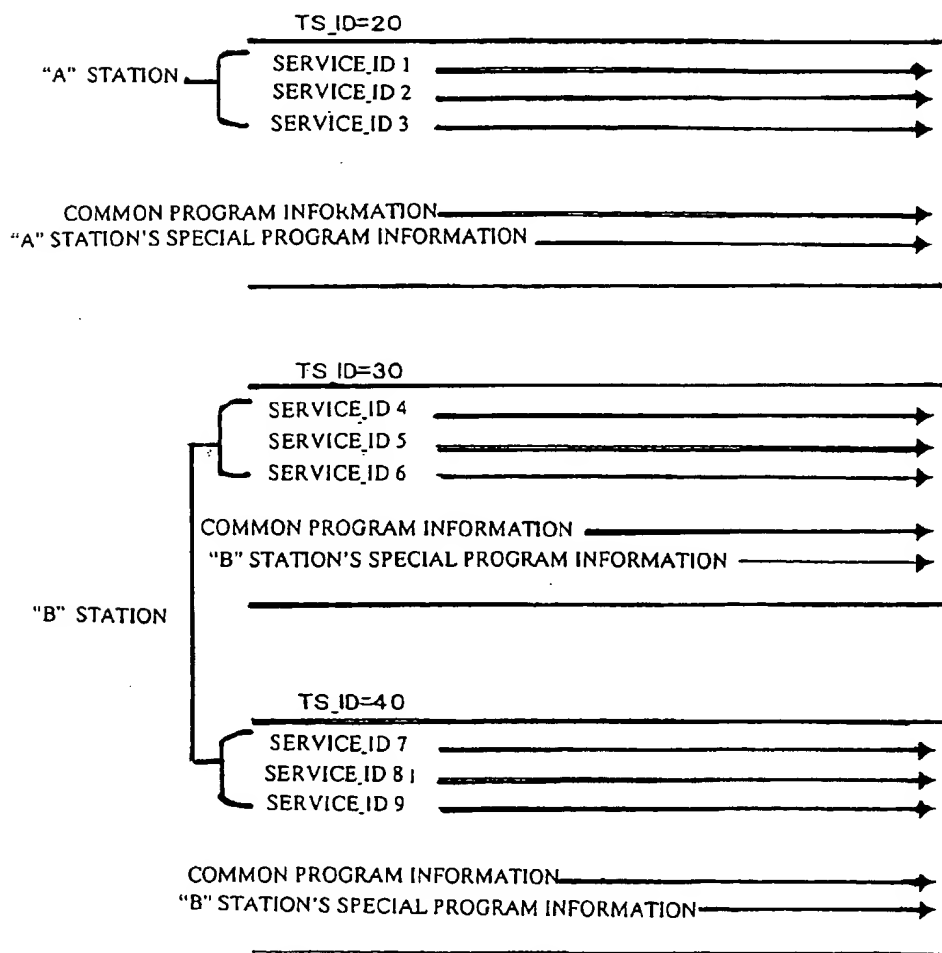 TS_ID=20
"A" STATION
SERVICE_ID 1
SERVICE_ID 2
SERVICE_ID 3
COMMON PROGRAM INFORMATION
"A" STATION'S SPECIAL PROGRAM INFORMATION
TS_ID=30
SERVICE_ID 4
SERVICE_ID 5
SERVICE_ID 6
COMMON PROGRAM INFORMATION
"B" STATION'S SPECIAL PROGRAM INFORMATION
"B" STATION
TS_ID=40
SERVICE_ID 7
SERVICE_ID 8
SERVICE_ID 9
COMMON PROGRAM INFORMATION
"B" STATION'S SPECIAL PROGRAM INFORMATION